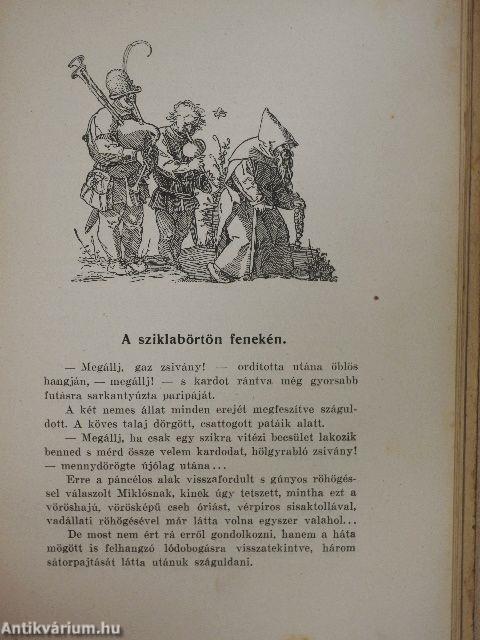 A sziklabörtön fenekén.
— Megállj, gaz zsivány! — ordította utána öblös
hangján, — megállj! — s kardot rántva még gyorsabb
futásra sarkantyúzta paripáját.
A két nemes állat minden erejét megfeszítve szágul-
dott. A köves talaj dörgött, csattogott patáik alatt.
— Megállj, ha csak egy szikra vitézi becsület lakozik
benned s mérd össze velem kardodat, hölgyrabló zsivány!
— mennydörögte újólag utána...
Erre a páncélos alak visszafordult s gúnyos röhögés-
sel válaszolt Miklósnak, kinek úgy tetszett, mintha ezt a
vöröshajú, vörösképű cseh óriást, vérpiros sisaktollával,
vadállati röhögésével már látta volna egyszer valahol...
De most nem ért rá erről gondolkozni, hanem a háta
mögött is felhangzó lódobogásra visszatekintve, három
sátorpajtását látta utánuk száguldani.
Antikvárium.hu